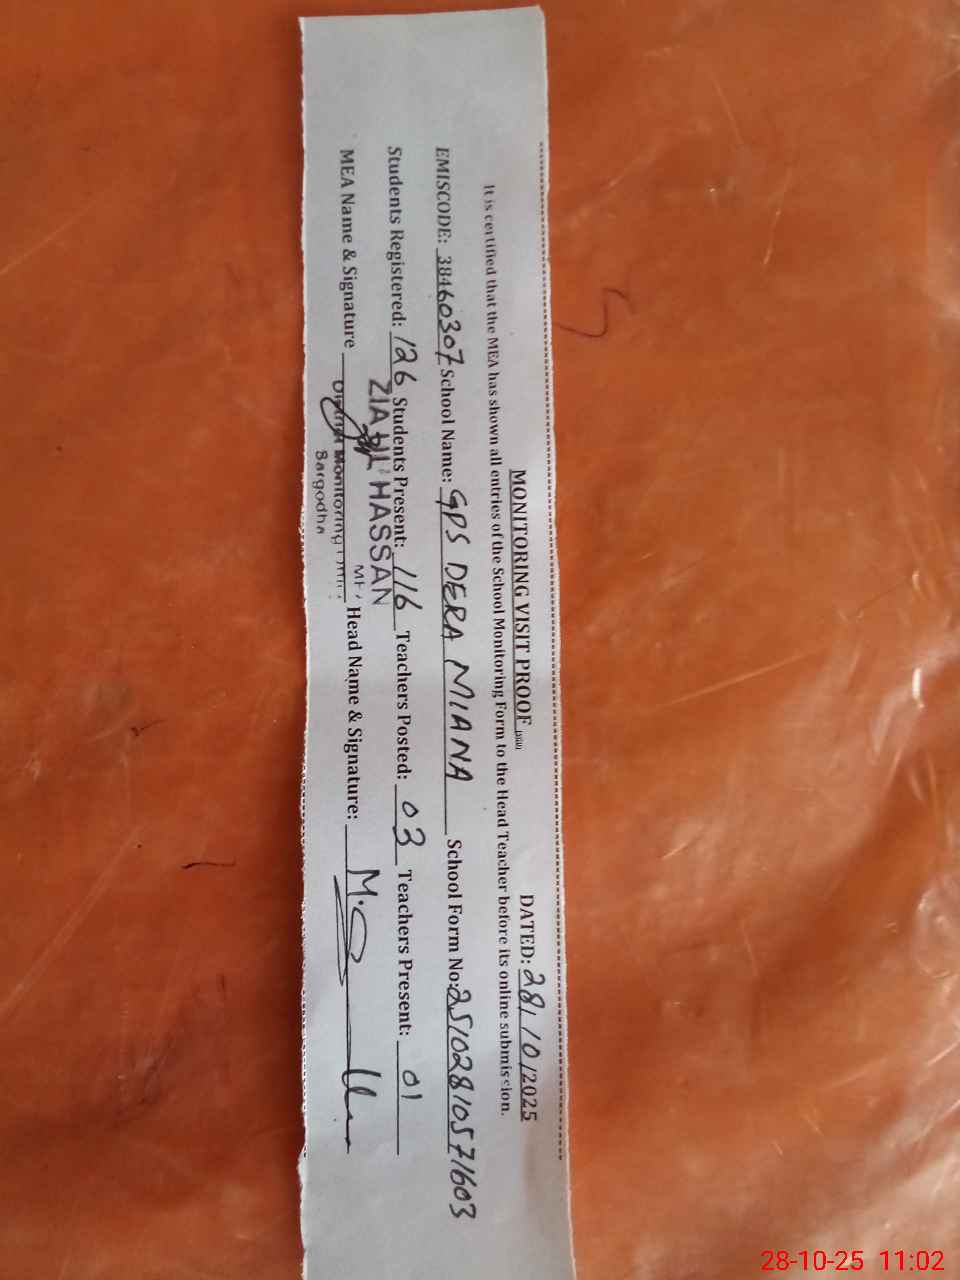 MONITORING VISIT PROOF DATED: 28/10/2025
It is certified that the MEA has shown all entries of the School Monitoring Form to the Head Teacher before its online submission.
EMISCODE: 38460307 School Name: GPS DERA MIANA School Form No: 25102810571603
Students Registered: 126 Students Present: 116 Teachers Posted: 03 Teachers Present: 01
ZIA UL HASSAN
MEA Name & Signature Head Name & Signature:
District Monitoring
Sargodha
28-10-25 11:02